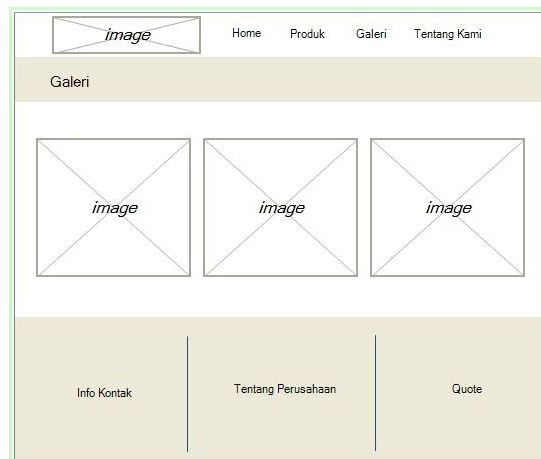 image
Home Produk Galeri Tentang Kami
Galeri
image image image
Info Kontak Tentang Perusahaan Quote